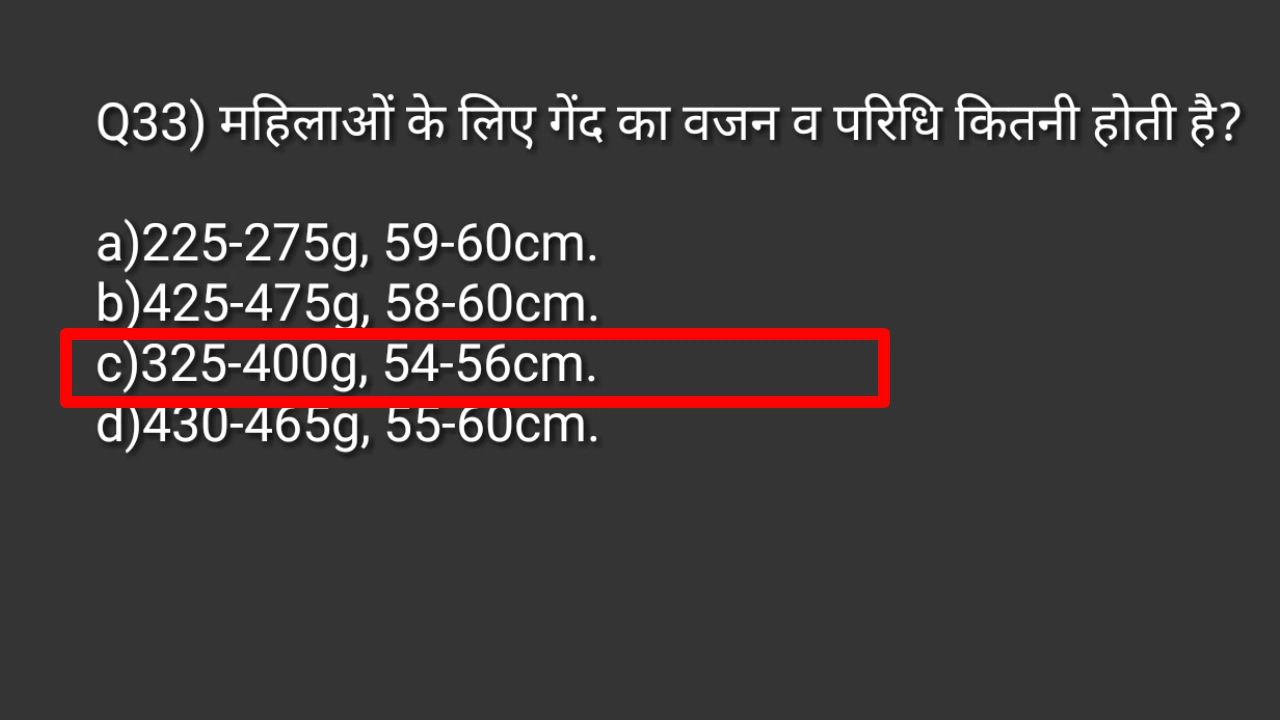 Q33) महिलाओं के लिए गेंद का वजन व परिधि कितनी होती है?
a)225-275g, 59-60cm.
b)425-475g, 58-60cm.
c)325-400g, 54-56cm.
d)430-465g, 55-60cm.